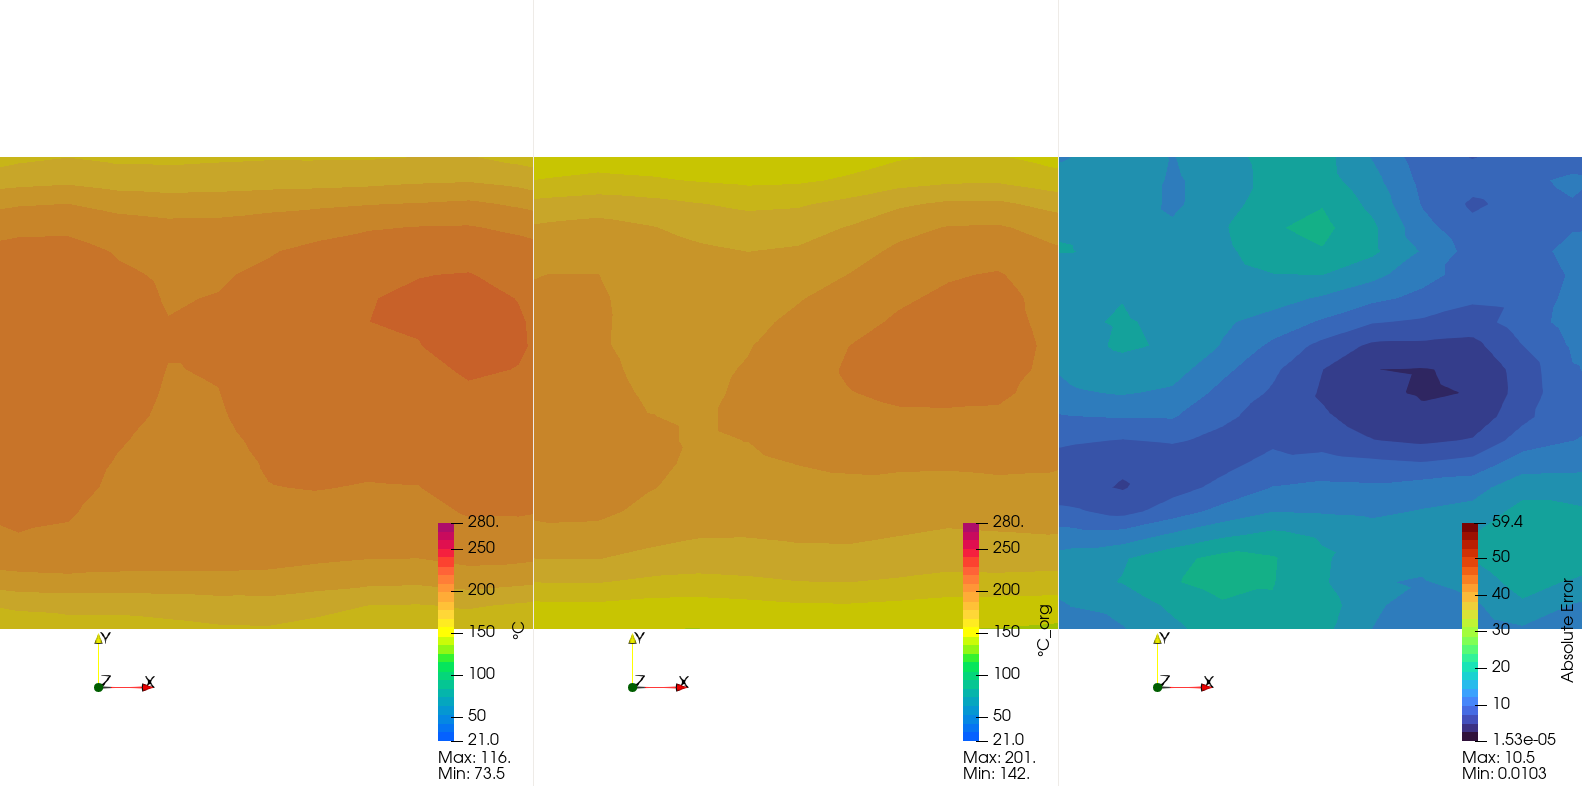 280.
250
200
150
100
50
21.0
°C
Max: 116.
Min: 73.5
Y
Z
X
280.
250
200
150
100
50
21.0
°C_org
Max: 201.
Min: 142.
Y
Z
X
59.4
50
40
30
20
10
1.53e-05
Absolute Error
Max: 10.5
Min: 0.0103
Y
Z
X